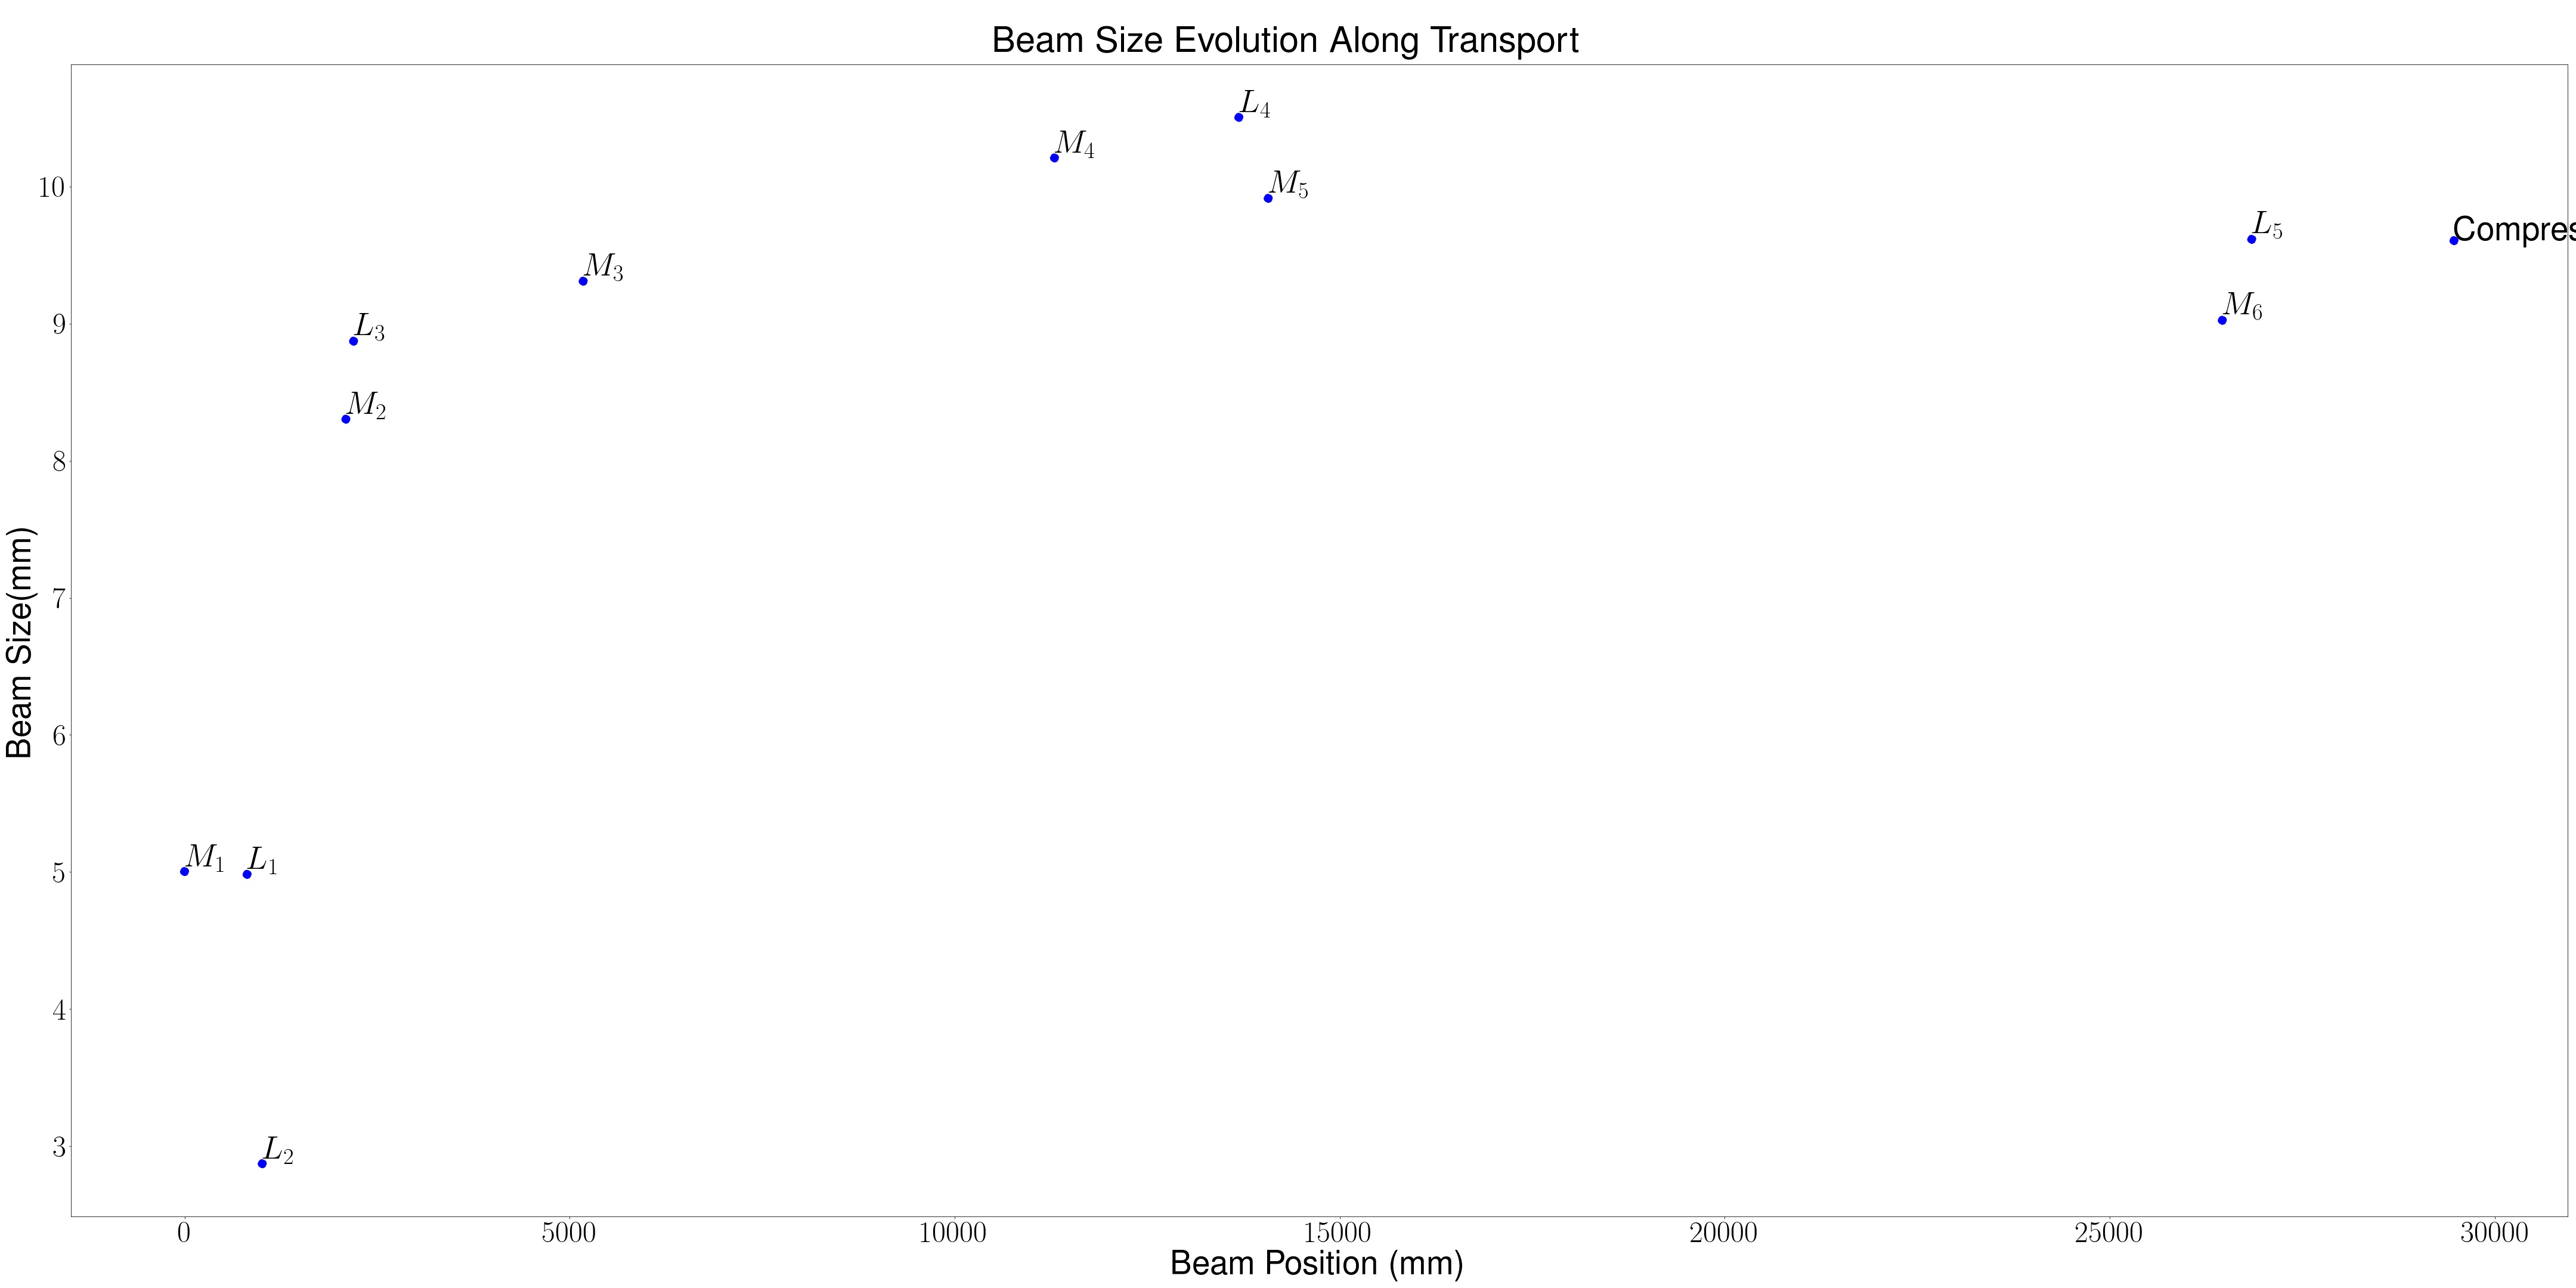 Beam Size Evolution Along Transport
L₄
M₄
10
M₅
L₅
Compres
M₃
9
L₃
M₆
M₂
8
Beam Size(mm)
7
6
M₁
L₁
5
4
3
L₂
0 5000 10000 15000 20000 25000 30000
Beam Position (mm)